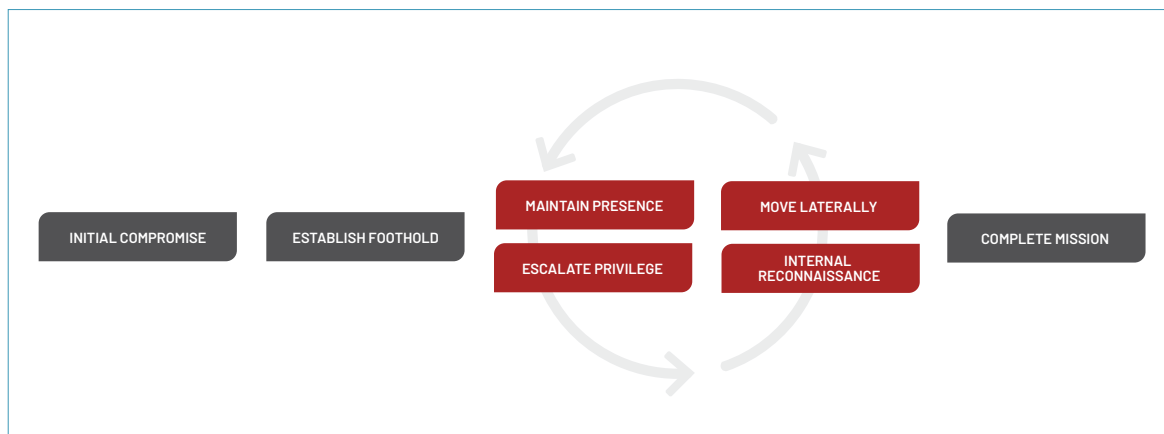 INITIAL COMPROMISE
ESTABLISH FOOTHOLD
MAINTAIN PRESENCE
ESCALATE PRIVILEGE
MOVE LATERALLY
INTERNAL
RECONNAISSANCE
COMPLETE MISSION